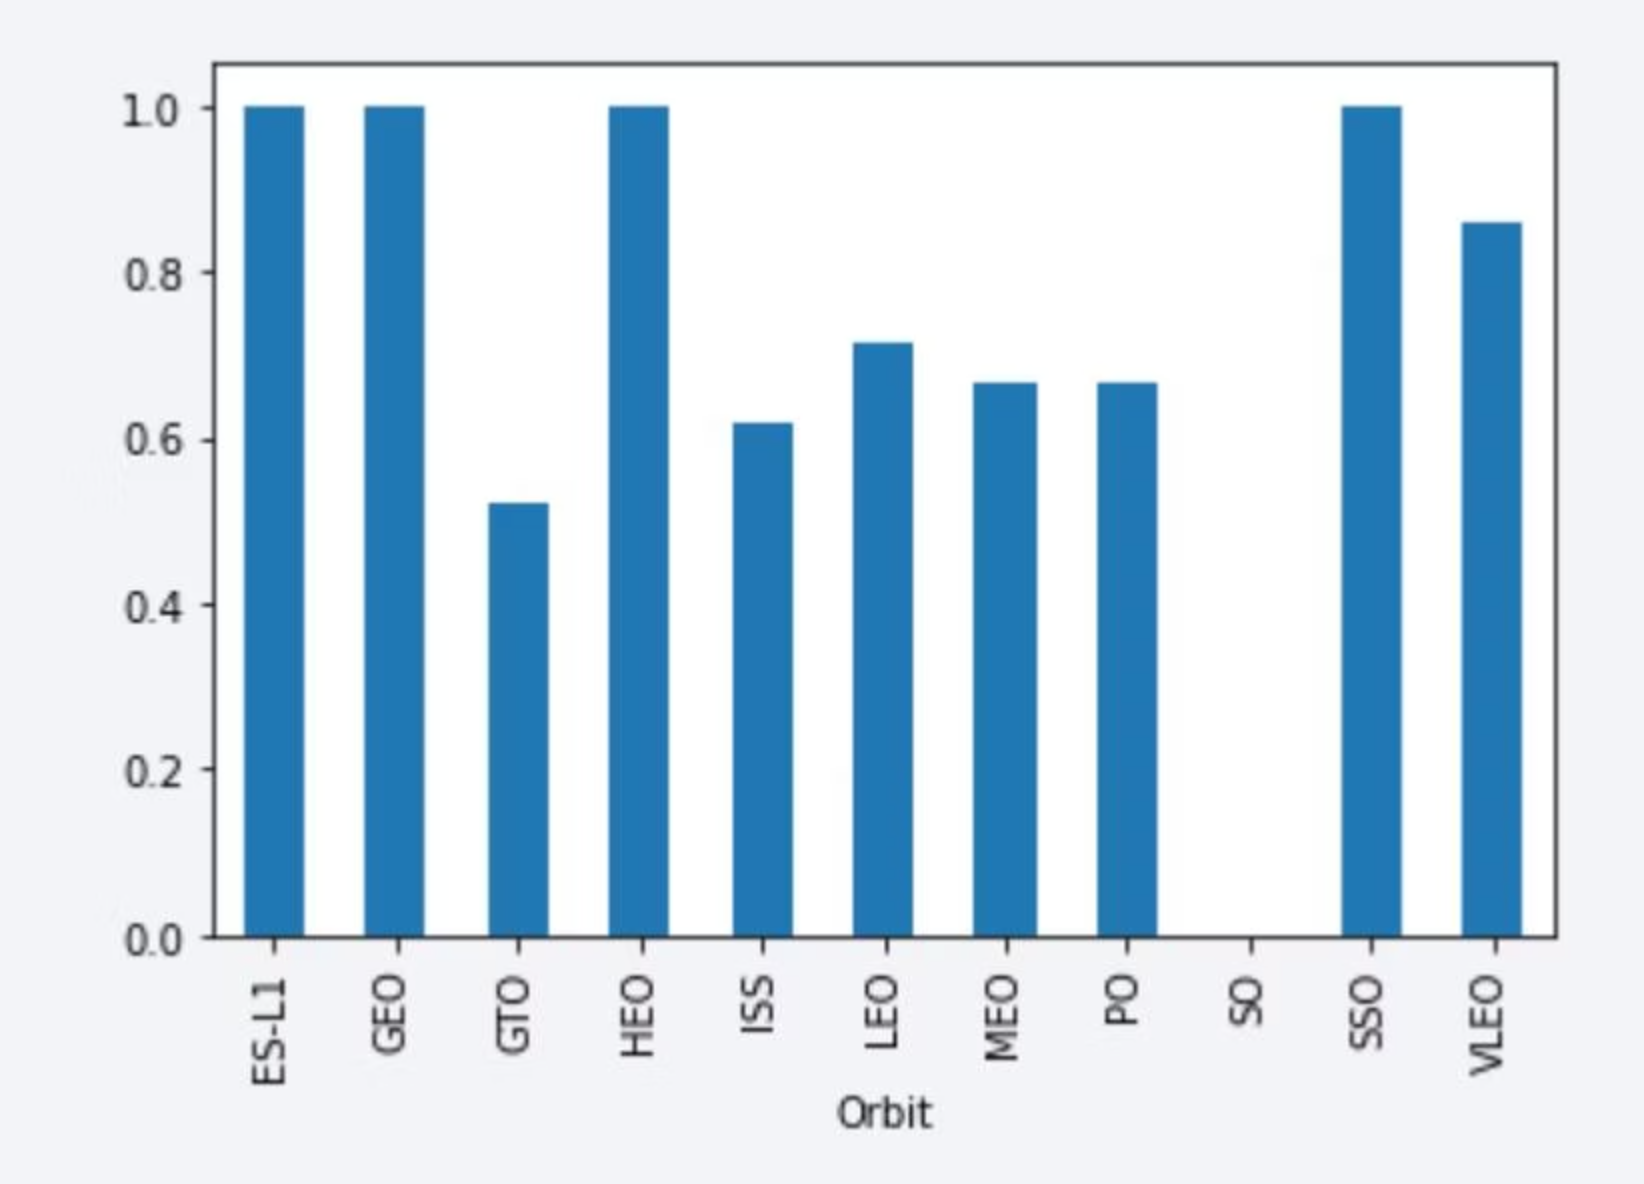 1.0
0.8
0.6
0.4
0.2
0.0
ES-L1
GEO
GTO
HEO
ISS
LEO
MEO
PO
SO
SSO
VLEO
Orbit